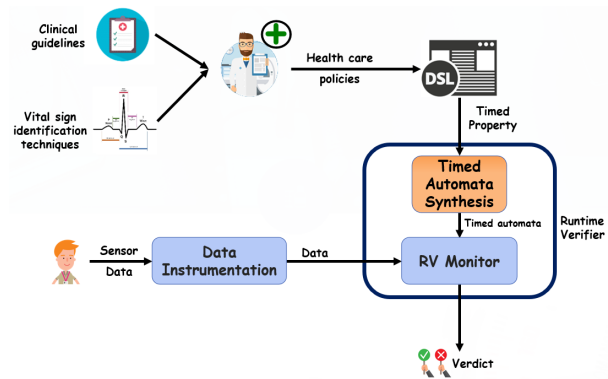 Clinical
guidelines
Vital sign
identification
techniques
Health care
policies
DSL
Timed
Property
Timed
Automata
Synthesis
Timed automata
Runtime
Verifier
Sensor
Data
Data
Instrumentation
Data
RV Monitor
Verdict